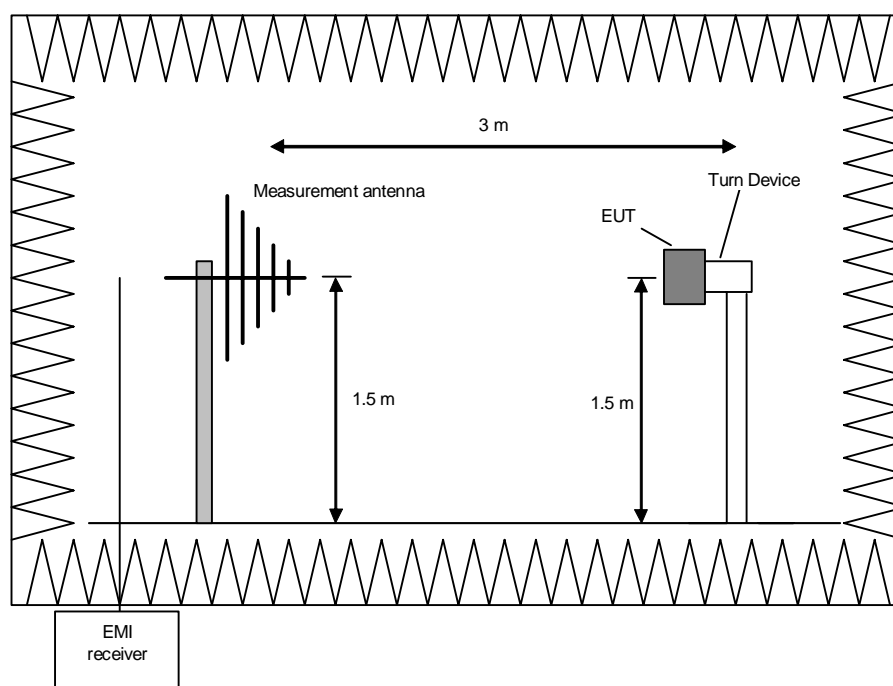 3 m
Measurement antenna
Turn Device
EUT
1.5 m
1.5 m
EMI
receiver